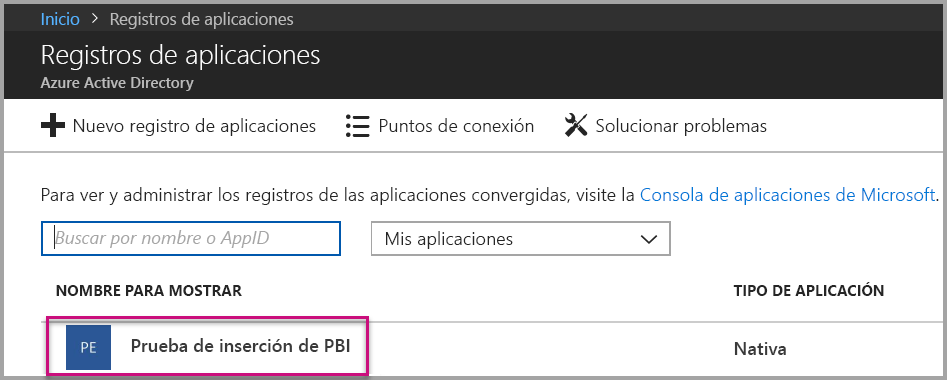 Inicio > Registros de aplicaciones
Registros de aplicaciones
Azure Active Directory
Nuevo registro de aplicaciones Puntos de conexión Solucionar problemas
Para ver y administrar los registros de las aplicaciones convergidas, visite la Consola de aplicaciones de Microsoft.
Buscar por nombre o AppID Mis aplicaciones
NOMBRE PARA MOSTRAR TIPO DE APLICACIÓN
PE Prueba de inserción de PBI Nativa